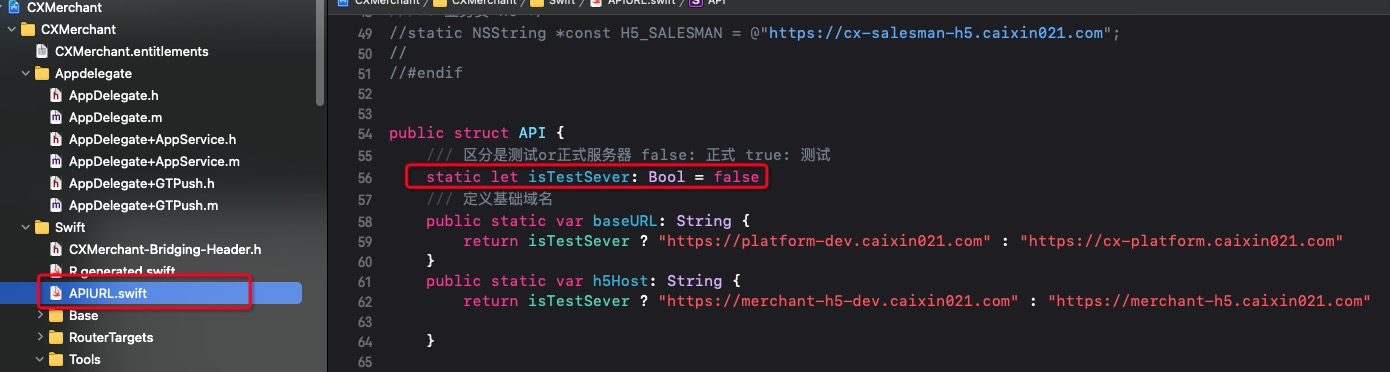 CXMerchant
CXMerchant
CXMerchant.entitlements
Appdelegate
AppDelegate.h
AppDelegate.m
AppDelegate+AppService.h
AppDelegate+AppService.m
AppDelegate+GTPush.h
AppDelegate+GTPush.m
Swift
CXMerchant-Bridging-Header.h
R.generated.swift
APIURL.swift
Base
RouterTargets
Tools
CXMerchant CXMerchant Swift APIURL.swift S API
49 //static NSString *const H5_SALESMAN = @"https://cx-salesman-h5.caixin021.com";
50 //
51 //#endif
52
53
54 public struct API {
55 /// 区分是测试or正式服务器 false: 正式 true: 测试
56 static let isTestSever: Bool = false
57 /// 定义基础域名
58 public static var baseURL: String {
59 return isTestSever ? "https://platform-dev.caixin021.com" : "https://cx-platform.caixin021.com"
60 }
61 public static var h5Host: String {
62 return isTestSever ? "https://merchant-h5-dev.caixin021.com" : "https://merchant-h5.caixin021.com"
63
64 }
65